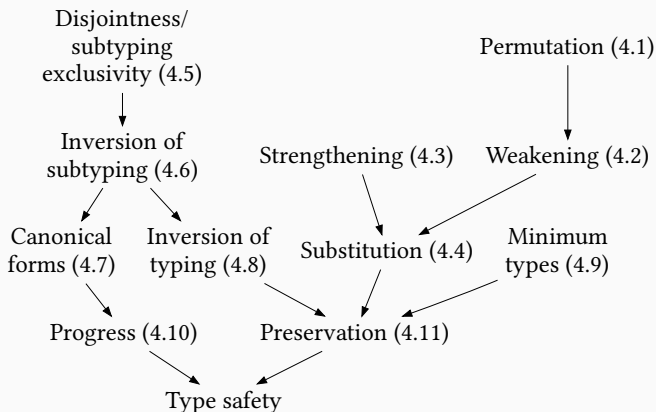 Disjointness/
subtyping
exclusivity (4.5)
Permutation (4.1)
Inversion of
subtyping (4.6)
Strengthening (4.3)
Weakening (4.2)
Canonical
forms (4.7)
Inversion of
typing (4.8)
Substitution (4.4)
Minimum
types (4.9)
Progress (4.10)
Preservation (4.11)
Type safety